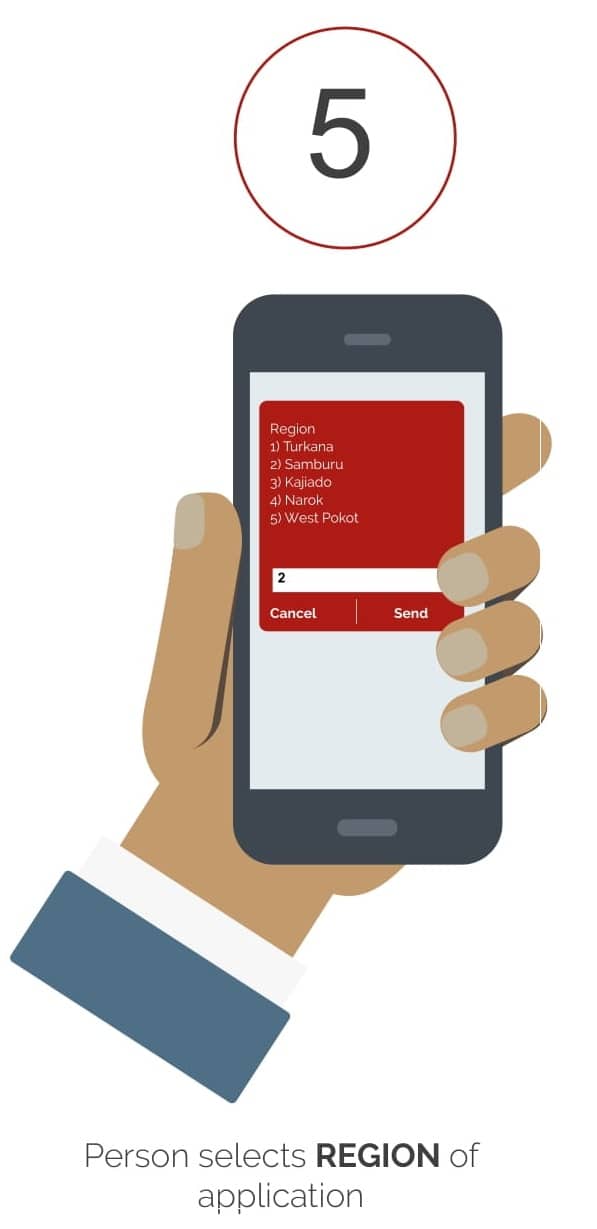 5
Region
1) Turkana
2) Samburu
3) Kajiado
4) Narok
5) West Pokot
2
Cancel Send
Person selects REGION of
application